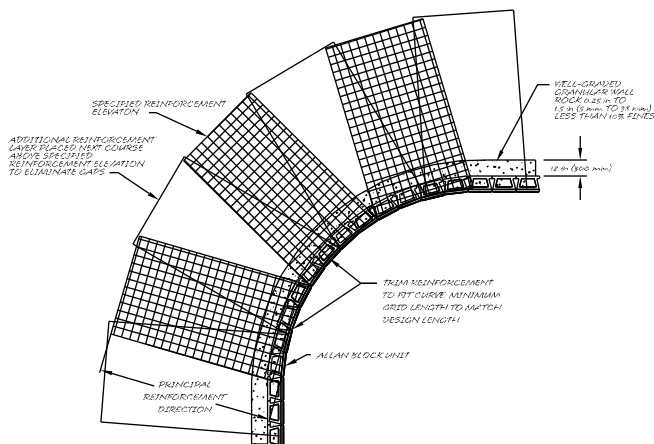 SPECIFIED REINFORCEMENT
ELEVATON
ADDITIONAL REINFORCEMENT
LAYER PLACED NEXT COURSE
ABOVE SPECIFIED
REINFORCEMENT ELEVATION
TO ELIMINATE GAPS
WELL-GRADED
GRANULAR WALL
ROCK 0.25 in TO
1.5 in (5 mm TO 38 mm)
LESS THAN 10% FINES
12 in (300 mm)
TRIM REINFORCEMENT
TO FIT CURVE. MINIMUM
GRID LENGTH TO MATCH
DESIGN LENGTH
ALLAN BLOCK UNIT
PRINCIPAL
REINFORCEMENT
DIRECTION